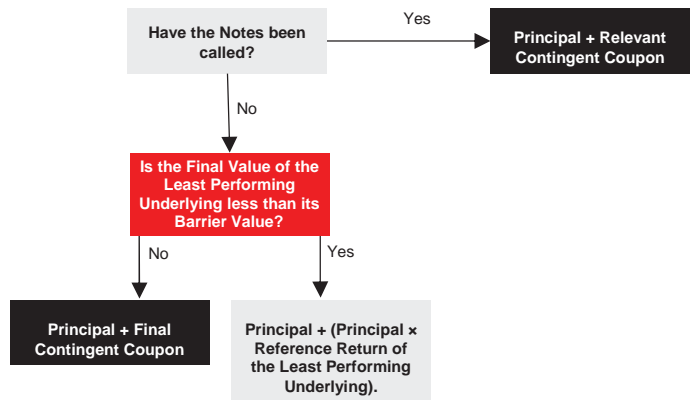 Have the Notes been
called?
Yes
Principal + Relevant
Contingent Coupon
No
Is the Final Value of the
Least Performing
Underlying less than its
Barrier Value?
No
Yes
Principal + Final
Contingent Coupon
Principal + (Principal ×
Reference Return of
the Least Performing
Underlying).